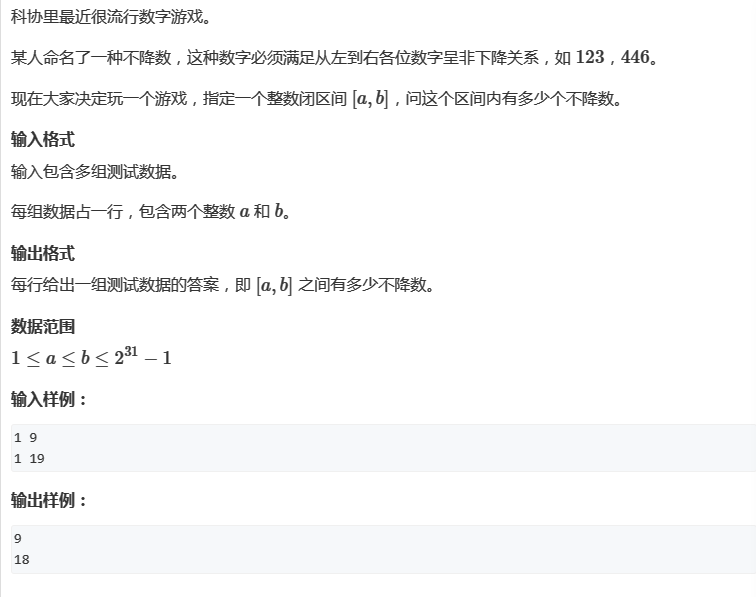 科协里最近很流行数字游戏。
某人命名了一种不降数，这种数字必须满足从左到右各位数字呈非下降关系，如 123，446。
现在大家决定玩一个游戏，指定一个整数闭区间 [a, b]，问这个区间内有多少个不降数。
输入格式
输入包含多组测试数据。
每组数据占一行，包含两个整数 a 和 b。
输出格式
每行给出一组测试数据的答案，即 [a, b] 之间有多少不降数。
数据范围
1 ≤ a ≤ b ≤ 2^31 − 1
输入样例：
1 9
1 19
输出样例：
9
18